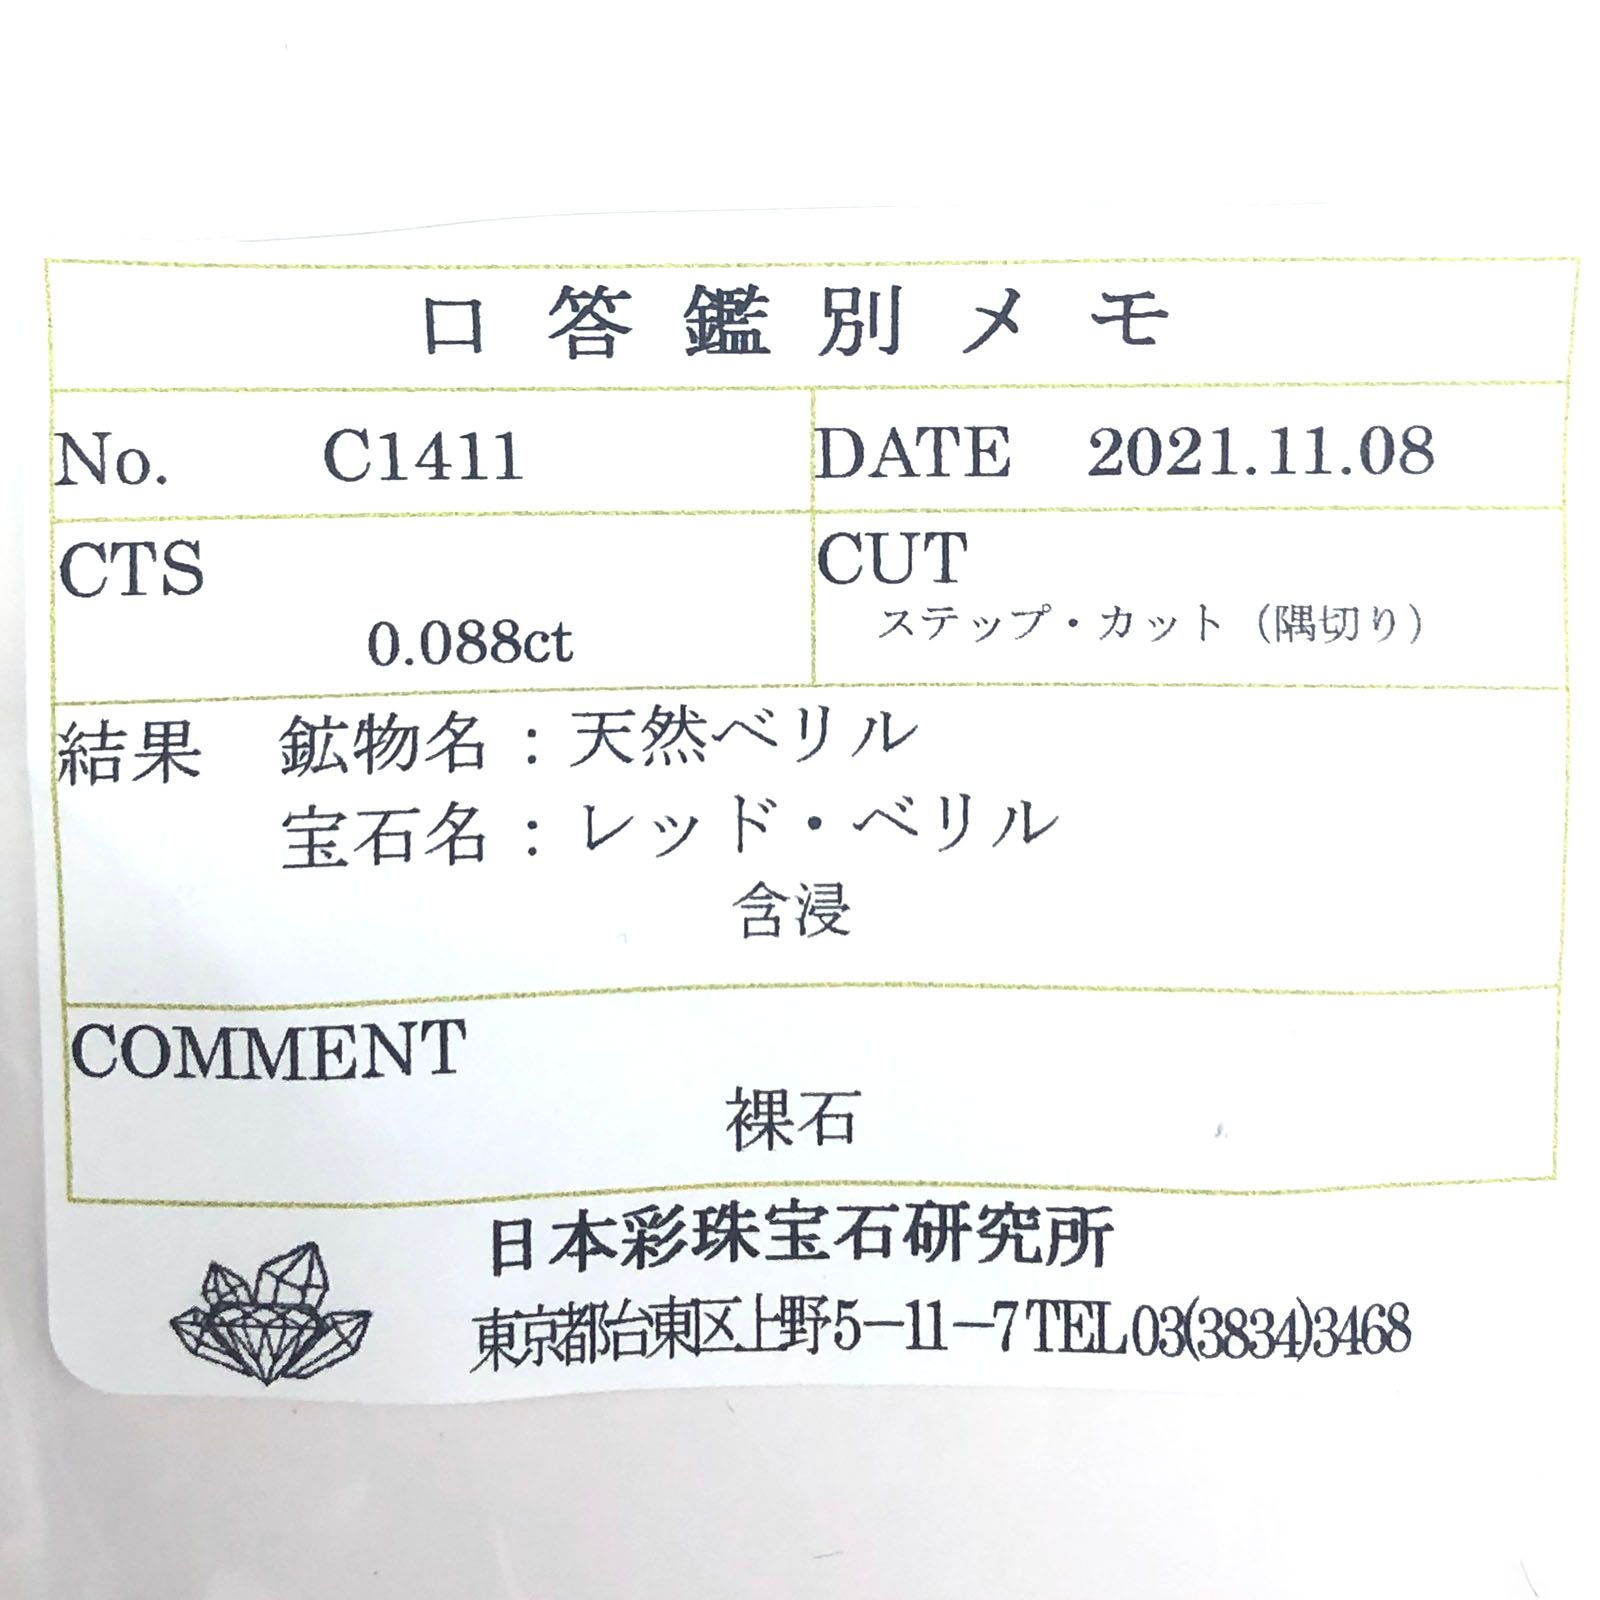 口答鑑別メモ
No. C1411
DATE 2021.11.08
CTS
0.088ct
CUT
ステップ・カット（隅切り）
結果 鉱物名：天然ベリル
宝石名：レッド・ベリル
含浸
COMMENT
裸石
日本彩珠宝石研究所
東京都台東区上野5－11－7 TEL 03(3834)3468